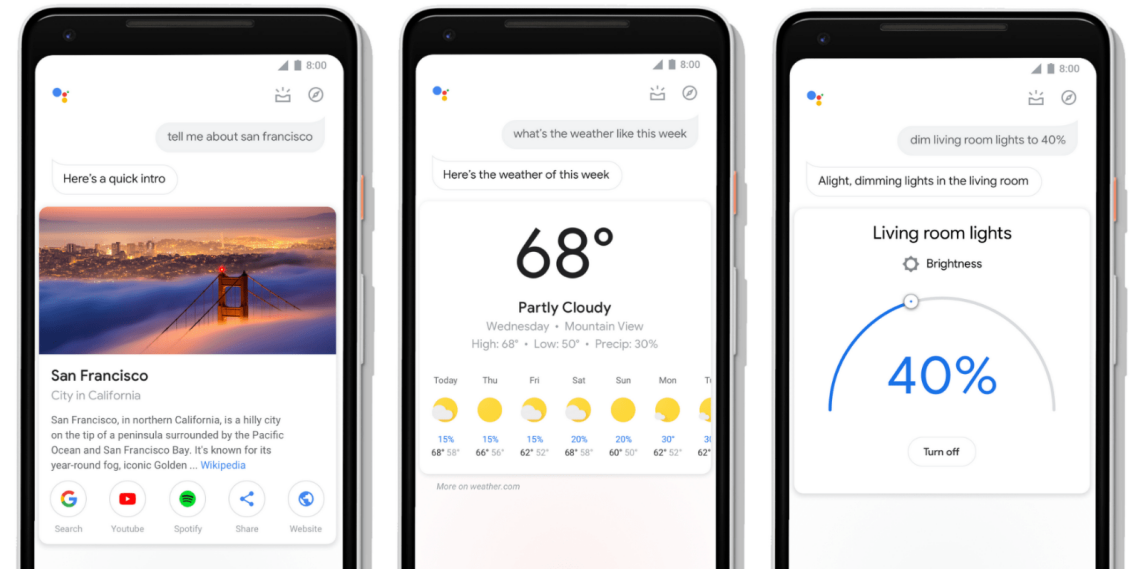 8:00
tell me about san francisco
Here's a quick intro
San Francisco
City in California
San Francisco, in northern California, is a hilly city
on the tip of a peninsula surrounded by the Pacific
Ocean and San Francisco Bay. It's known for its
year-round fog, iconic Golden ... Wikipedia
Search Youtube Spotify Share Website
8:00
what's the weather like this week
Here's the weather of this week
68°
Partly Cloudy
Wednesday • Mountain View
High: 68° • Low: 50° • Precip: 30%
Today Thu Fri Sat Sun Mon
15% 15% 15% 20% 20% 30°
68° 58° 66° 56° 62° 52° 68° 58° 60° 50° 62° 52° 62°
More on weather.com
8:00
dim living room lights to 40%
Alight, dimming lights in the living room
Living room lights
Brightness
40%
Turn off